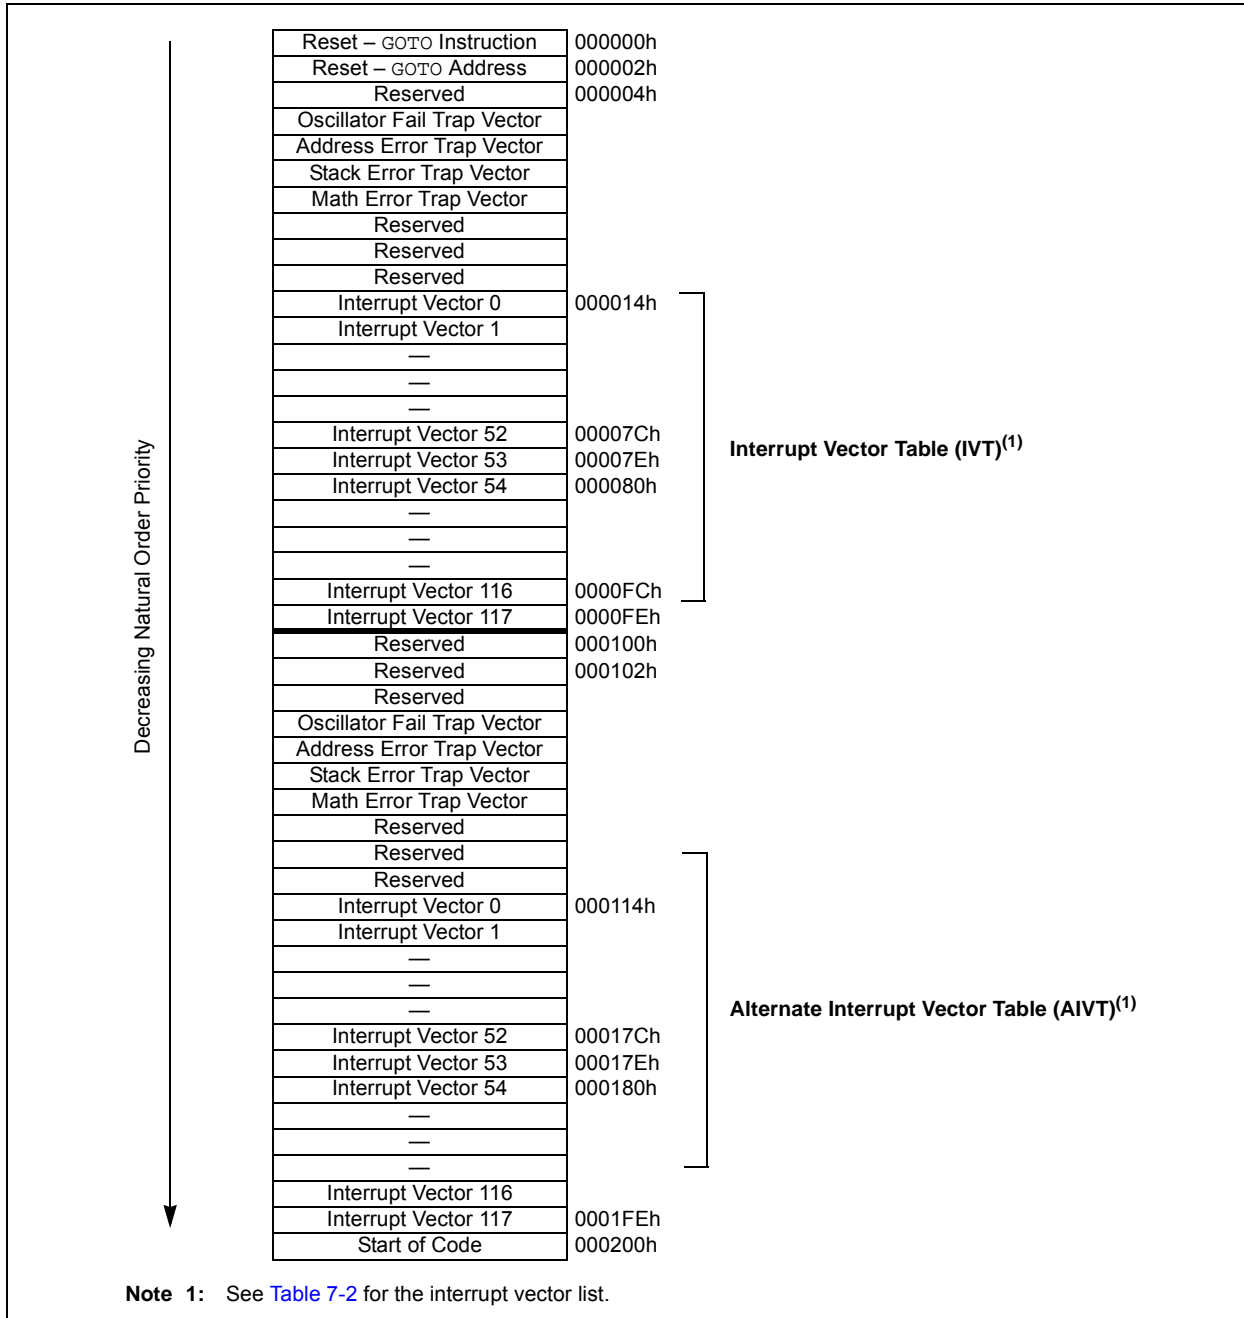 Reset – GOTO Instruction 000000h
Reset – GOTO Address 000002h
Reserved 000004h
Oscillator Fail Trap Vector
Address Error Trap Vector
Stack Error Trap Vector
Math Error Trap Vector
Reserved
Reserved
Reserved
Interrupt Vector 0 000014h
Interrupt Vector 1
—
—
—
Interrupt Vector 52 00007Ch
Interrupt Vector 53 00007Eh
Interrupt Vector 54 000080h
—
—
—
Interrupt Vector 116 0000FCh
Interrupt Vector 117 0000FEh
Reserved 000100h
Reserved 000102h
Reserved
Oscillator Fail Trap Vector
Address Error Trap Vector
Stack Error Trap Vector
Math Error Trap Vector
Reserved
Reserved
Reserved
Interrupt Vector 0 000114h
Interrupt Vector 1
—
—
—
Interrupt Vector 52 00017Ch
Interrupt Vector 53 00017Eh
Interrupt Vector 54 000180h
—
—
—
Interrupt Vector 116
Interrupt Vector 117 0001FEh
Start of Code 000200h
Decreasing Natural Order Priority
Interrupt Vector Table (IVT)(1)
Alternate Interrupt Vector Table (AIVT)(1)
Note 1: See Table 7-2 for the interrupt vector list.